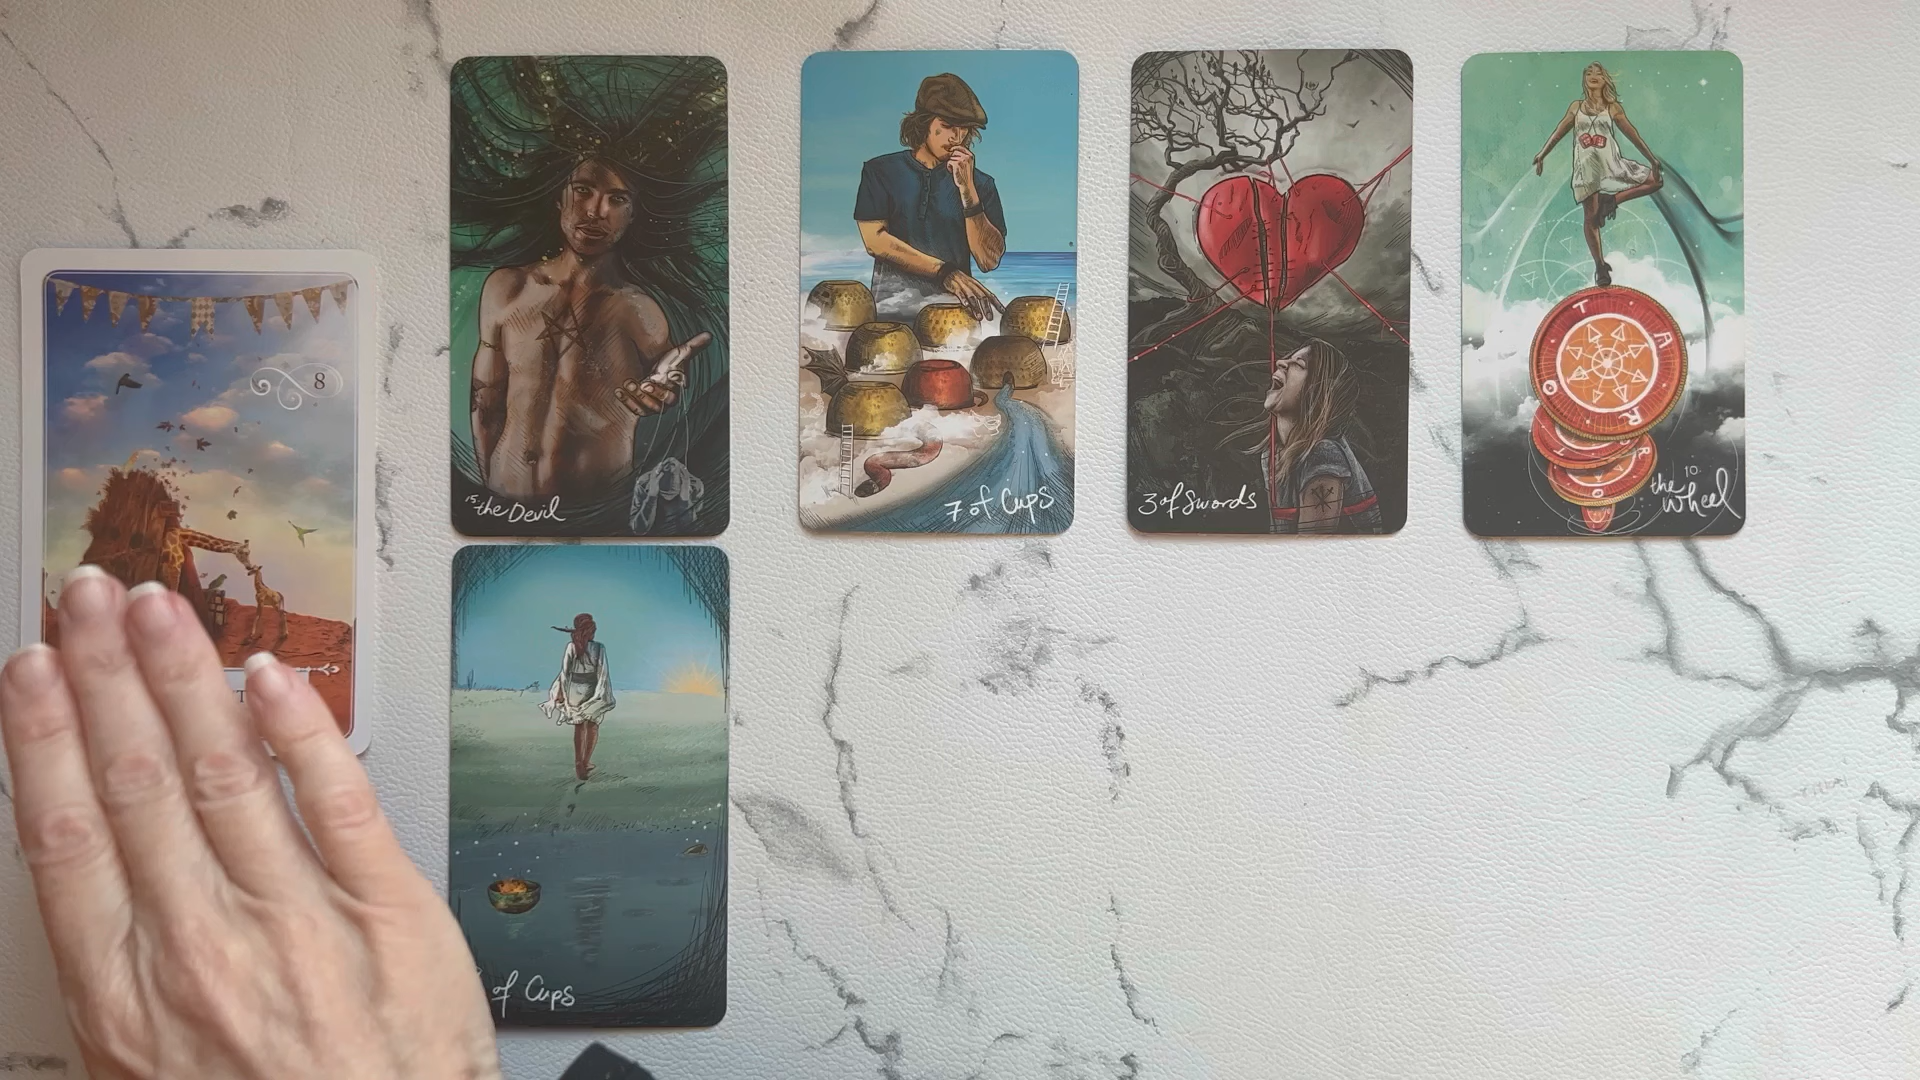 8
15. the Devil
7 of Cups
3 of Swords
T
A
R
O
10.
the
Wheel
of Cups